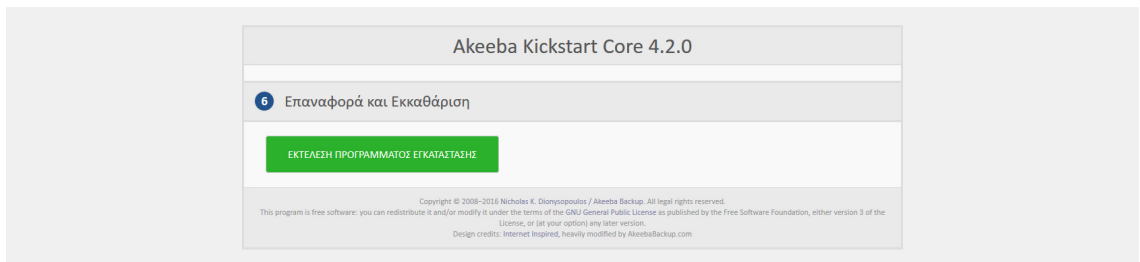 Akeeba Kickstart Core 4.2.0
6 Επαναφορά και Εκκαθάριση
ΕΚΤΕΛΕΣΗ ΠΡΟΓΡΑΜΜΑΤΟΣ ΕΓΚΑΤΑΣΤΑΣΗΣ
Copyright © 2008–2016 Nicholas K. Dionysopoulos / Akeeba Backup. All legal rights reserved.
This program is free software: you can redistribute it and/or modify it under the terms of the GNU General Public License as published by the Free Software Foundation, either version 3 of the
License, or (at your option) any later version.
Design credits: Internet Inspired, heavily modified by AkeebaBackup.com